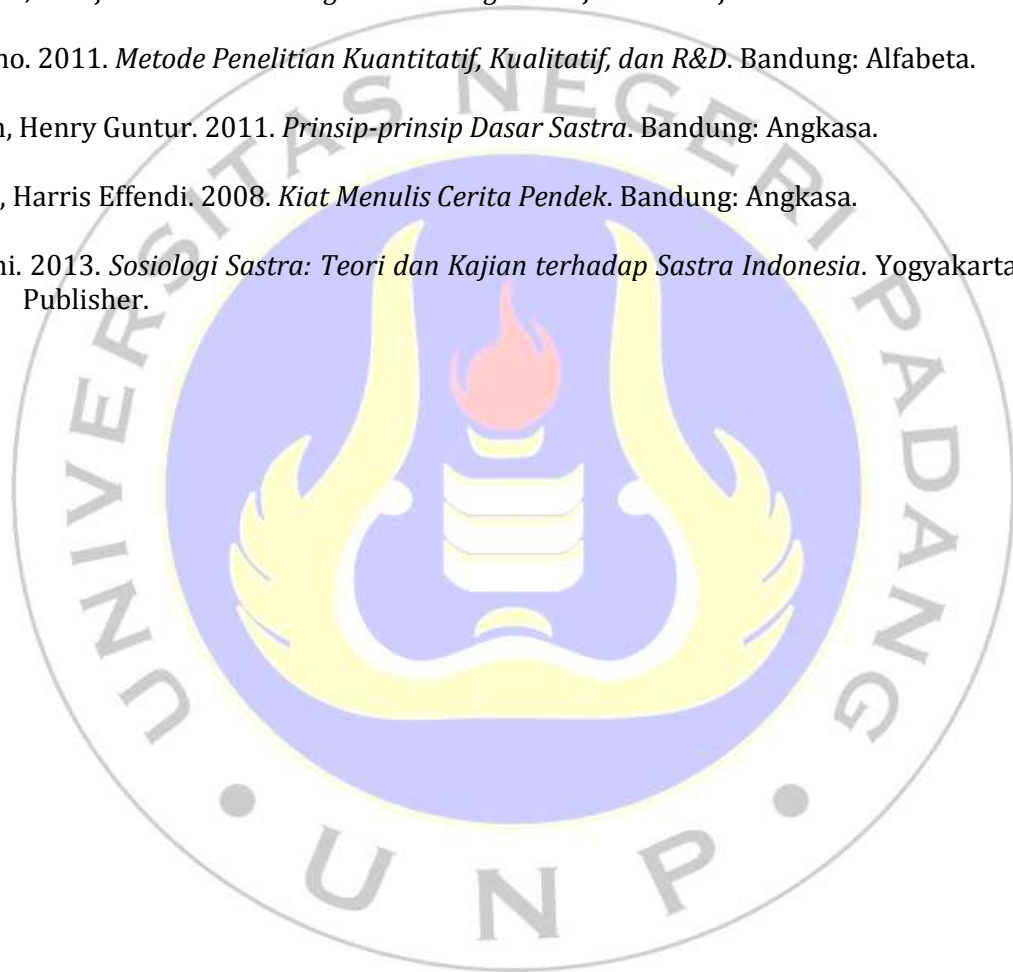 no. 2011. Metode Penelitian Kuantitatif, Kualitatif, dan R&D. Bandung: Alfabeta.
, Henry Guntur. 2011. Prinsip-prinsip Dasar Sastra. Bandung: Angkasa.
, Harris Effendi. 2008. Kiat Menulis Cerita Pendek. Bandung: Angkasa.
ni. 2013. Sosiologi Sastra: Teori dan Kajian terhadap Sastra Indonesia. Yogyakarta
Publisher.
UNIVERSITAS NEGERI PADANG
• UNP •